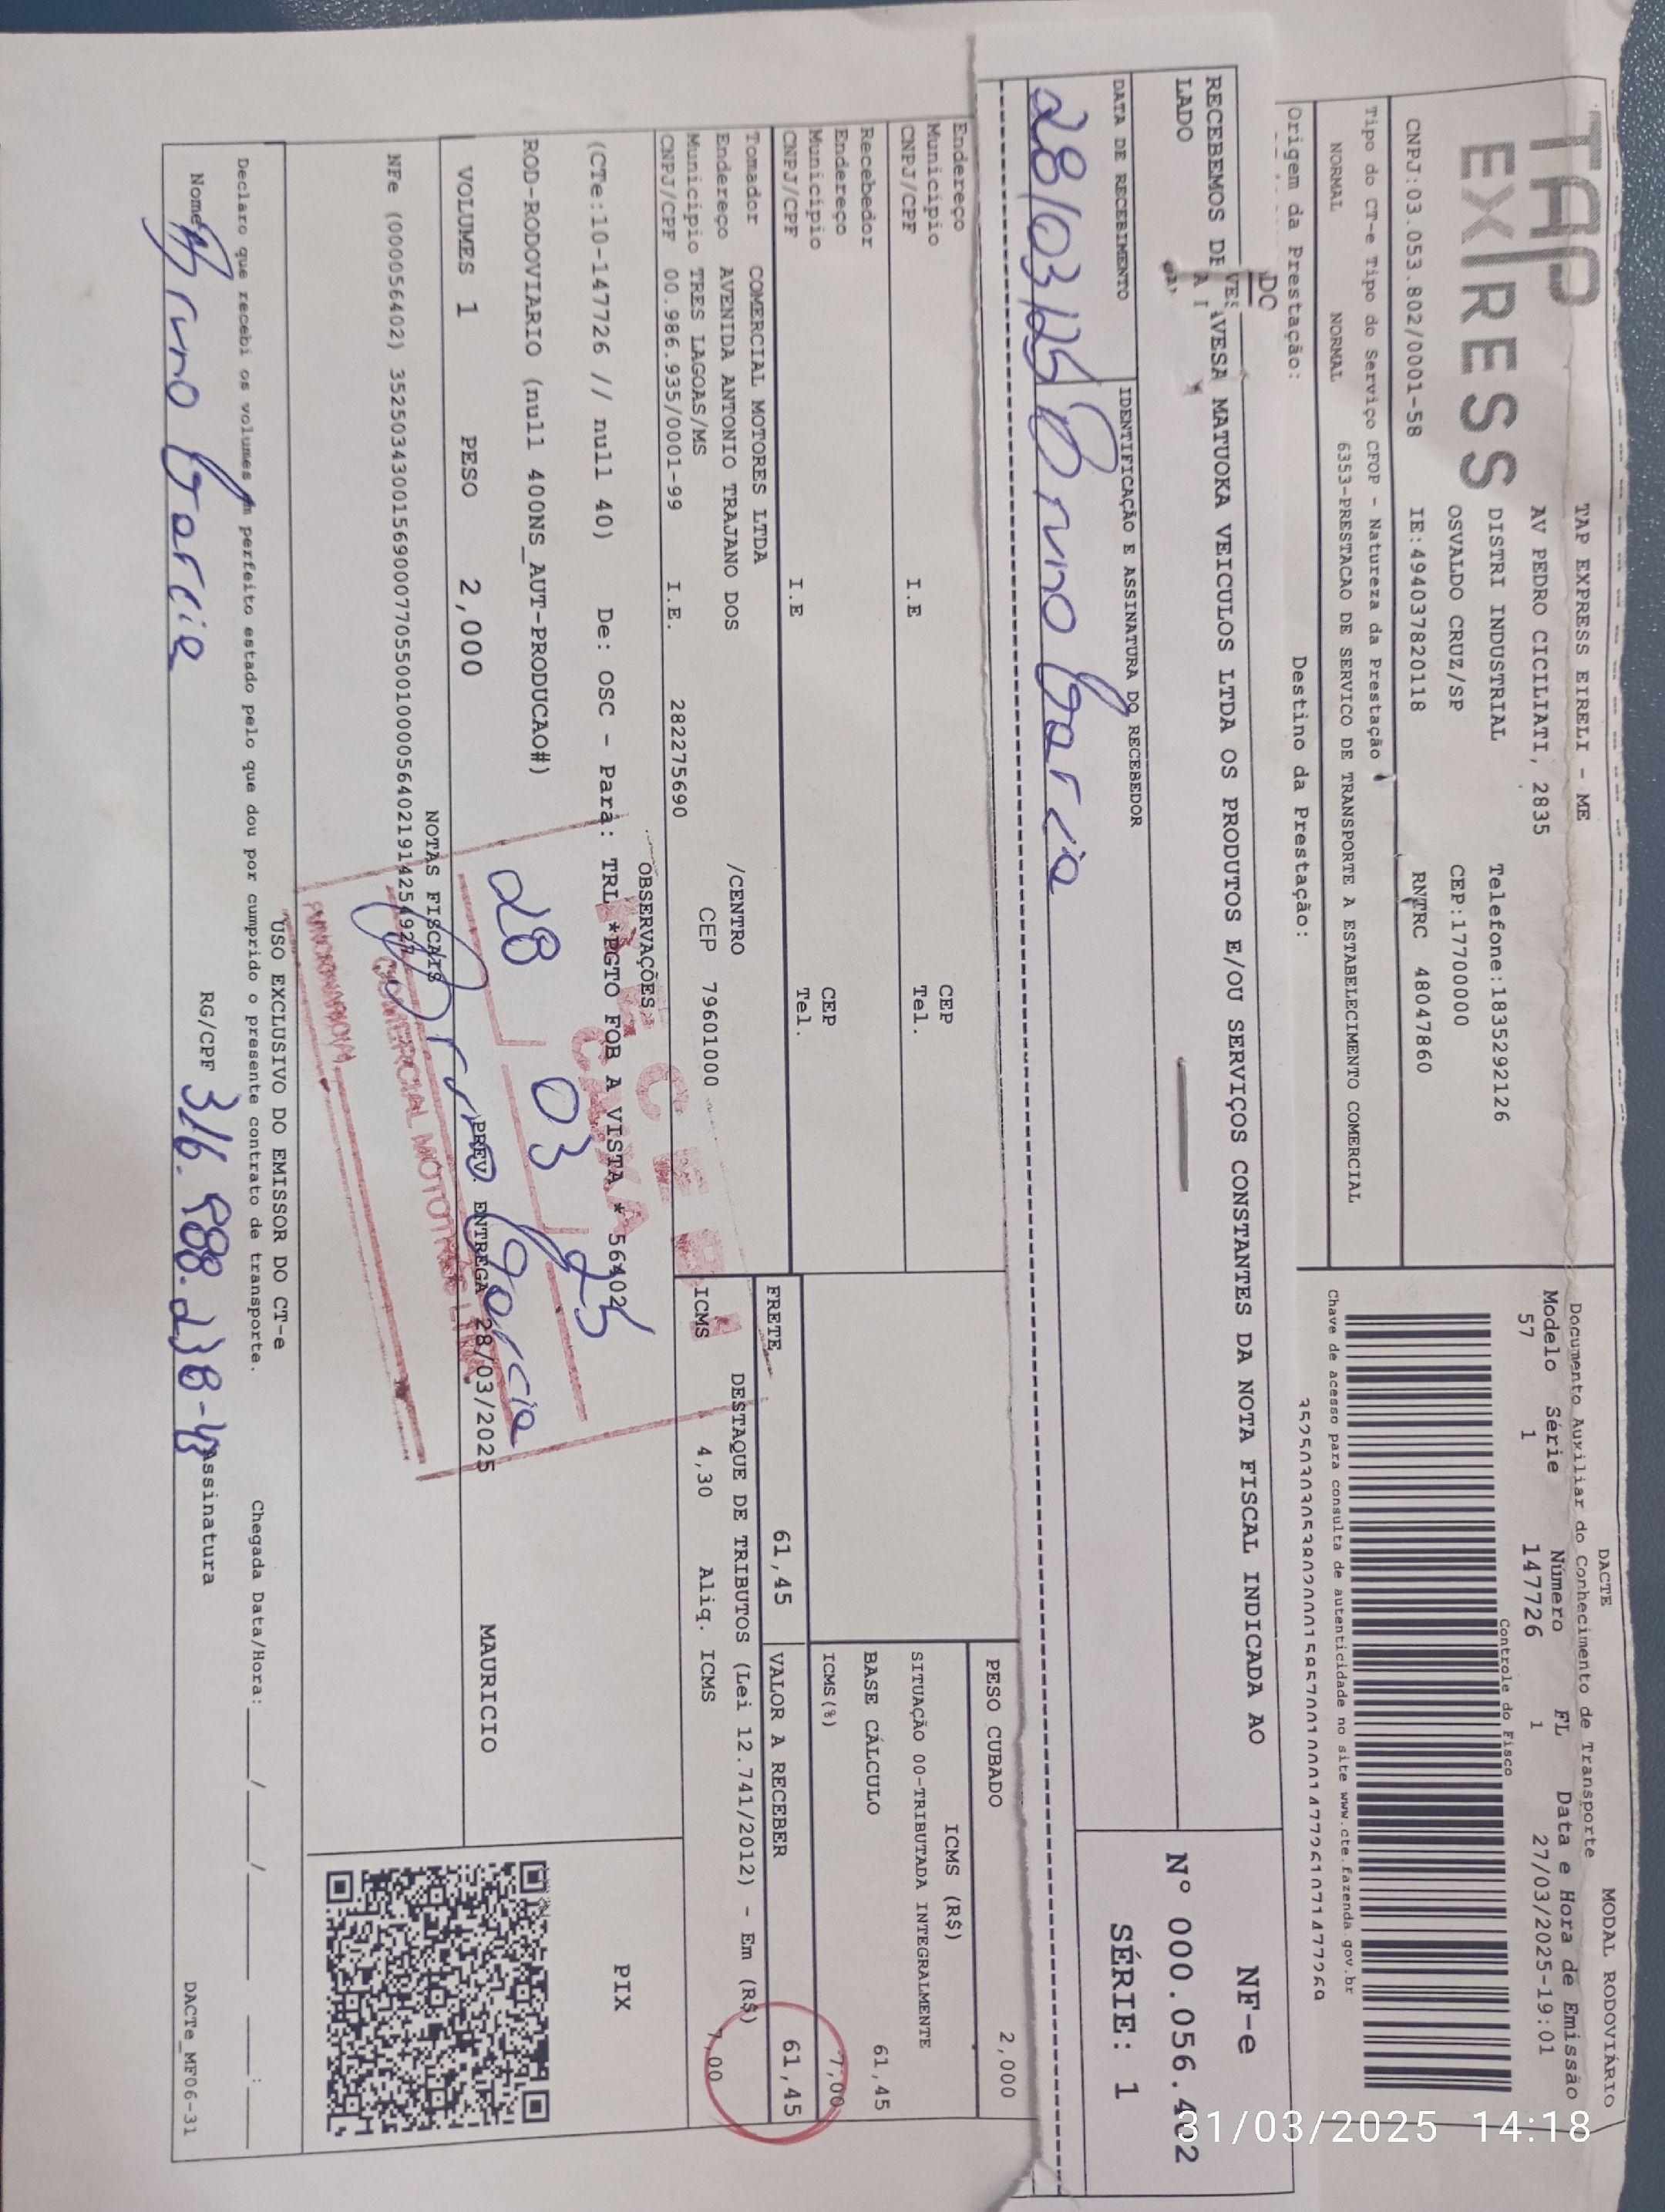 TAP
EXPRESS
TAP EXPRESS EIRELI - ME
AV PEDRO CICILIATI, 2835
DISTRI INDUSTRIAL Telefone:1835292126
OSVALDO CRUZ/SP CEP:17700000
CNPJ:03.053.802/0001-58 IE:494037820118 RNTRC 48047860
Tipo do CT-e Tipo do Serviço CFOP - Natureza da Prestação
NORMAL NORMAL 6353-PRESTACAO DE SERVICO DE TRANSPORTE A ESTABELECIMENTO COMERCIAL
Origem da Prestação: Destino da Prestação:
DACTE MODAL RODOVIÁRIO
Documento Auxiliar do Conhecimento de Transporte
Modelo Série Número FL Data e Hora de Emissão
57 1 147726 1 27/03/2025-19:01
Controle do Fisco
Chave de acesso para consulta de autenticidade no site www.cte.fazenda.gov.br
RECEBEMOS DE AVESA MATUOKA VEICULOS LTDA OS PRODUTOS E/OU SERVIÇOS CONSTANTES DA NOTA FISCAL INDICADA AO
LADO
DATA DE RECEBIMENTO IDENTIFICAÇÃO E ASSINATURA DO RECEBEDOR
28/03/25 Bruno Garcia
NF-e
Nº 000.056.402
SÉRIE: 1
31/03/2025 14:18
Endereço
Município CEP
CNPJ/CPF I.E Tel.
Recebedor
Endereço
Município CEP
CNPJ/CPF I.E Tel.
Tomador COMERCIAL MOTORES LTDA
Endereço AVENIDA ANTONIO TRAJANO DOS /CENTRO
Município TRES LAGOAS/MS CEP 79601000
CNPJ/CPF 00.986.935/0001-99 I.E. 282275690
PESO CUBADO 2,000
ICMS (R$)
SITUAÇÃO 00-TRIBUTADA INTEGRALMENTE
BASE CÁLCULO 61,45
ICMS(%) 7,00
FRETE 61,45 VALOR A RECEBER 61,45
DESTAQUE DE TRIBUTOS (Lei 12.741/2012) - Em (R$)
ICMS 4,30 Aliq. ICMS 7,00
OBSERVAÇÕES
(CTe:10-147726 // null 40) De: OSC - Para: TRL *PGTO FOB A VISTA * 56402
ROD-RODOVIARIO (null 400NS_AUT-PRODUCAO#)
PIX
CAIXA
28 03 25
VOLUMES 1 PESO 2,000 PREV. ENTREGA 28/03/2025 MAURICIO
Bruno Garcia
NOTAS FISCAIS
NFe (000056402)
USO EXCLUSIVO DO EMISSOR DO CT-e
Declaro que recebi os volumes em perfeito estado pelo que dou por cumprido o presente contrato de transporte. Chegada Data/Hora:____/____/____ ____:____
Nome Bruno Garcia RG/CPF 316.988.238-43 Assinatura
DACTe_MF06-31